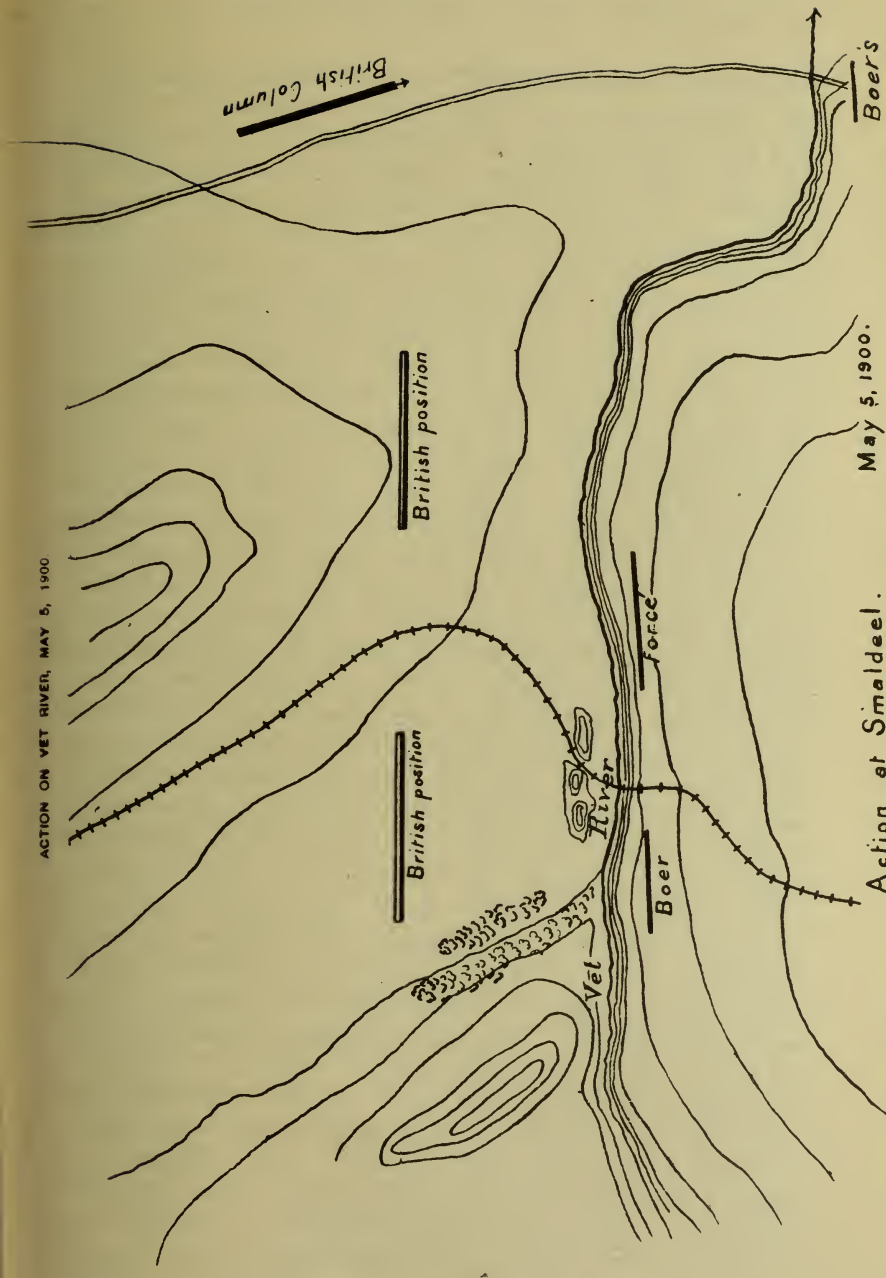 ACTION ON VET RIVER, MAY 5, 1900.
British Column
British position
British position
Vet River
Boer Force
Boers
Action at Smaldeel. May 5, 1900.